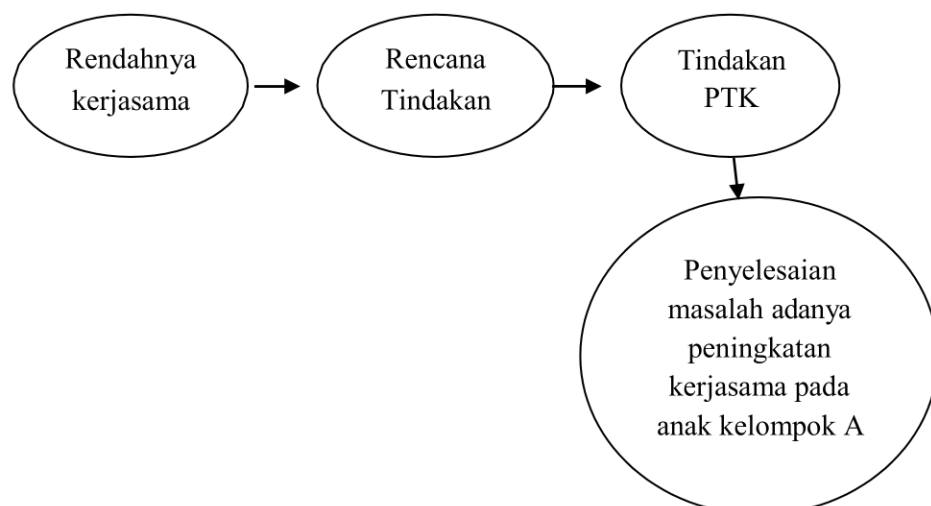 Rendahnya
kerjasama
Rencana
Tindakan
Tindakan
PTK
Penyelesaian
masalah adanya
peningkatan
kerjasama pada
anak kelompok A